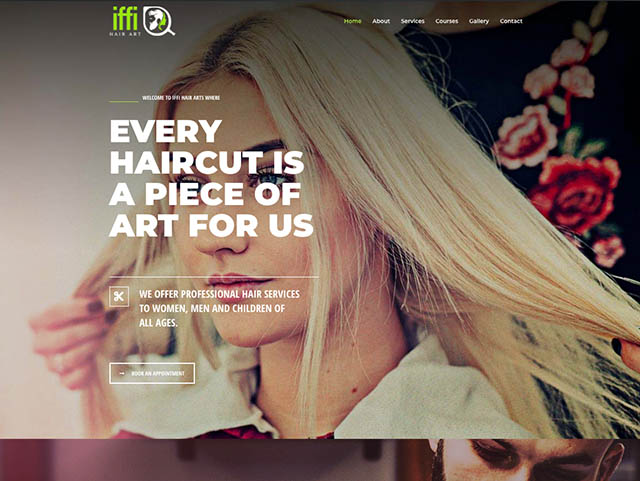 iffi
HAIR ART
Home About Services Courses Gallery Contact
WELCOME TO IFFI HAIR ARTS WHERE
EVERY
HAIRCUT IS
A PIECE OF
ART FOR US
WE OFFER PROFESSIONAL HAIR SERVICES
TO WOMEN, MEN AND CHILDREN OF
ALL AGES.
BOOK AN APPOINTMENT